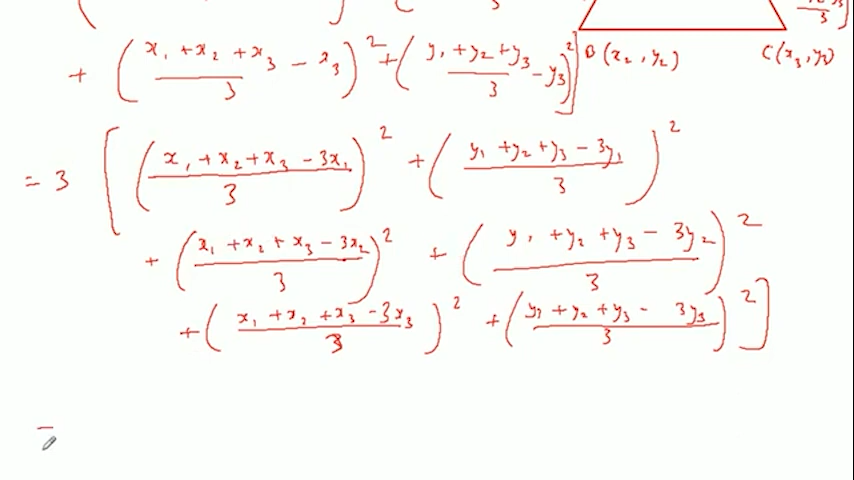 + ( (x₁ + x₂ + x₃)/3 - x₃ )² + ( (y₁ + y₂ + y₃)/3 - y₃ )² ]
B (x₂, y₂) C (x₃, y₃)
= 3 [ ( (x₁ + x₂ + x₃ - 3x₁)/3 )² + ( (y₁ + y₂ + y₃ - 3y₁)/3 )²
+ ( (x₁ + x₂ + x₃ - 3x₂)/3 )² + ( (y₁ + y₂ + y₃ - 3y₂)/3 )²
+ ( (x₁ + x₂ + x₃ - 3x₃)/3 )² + ( (y₁ + y₂ + y₃ - 3y₃)/3 )² ]